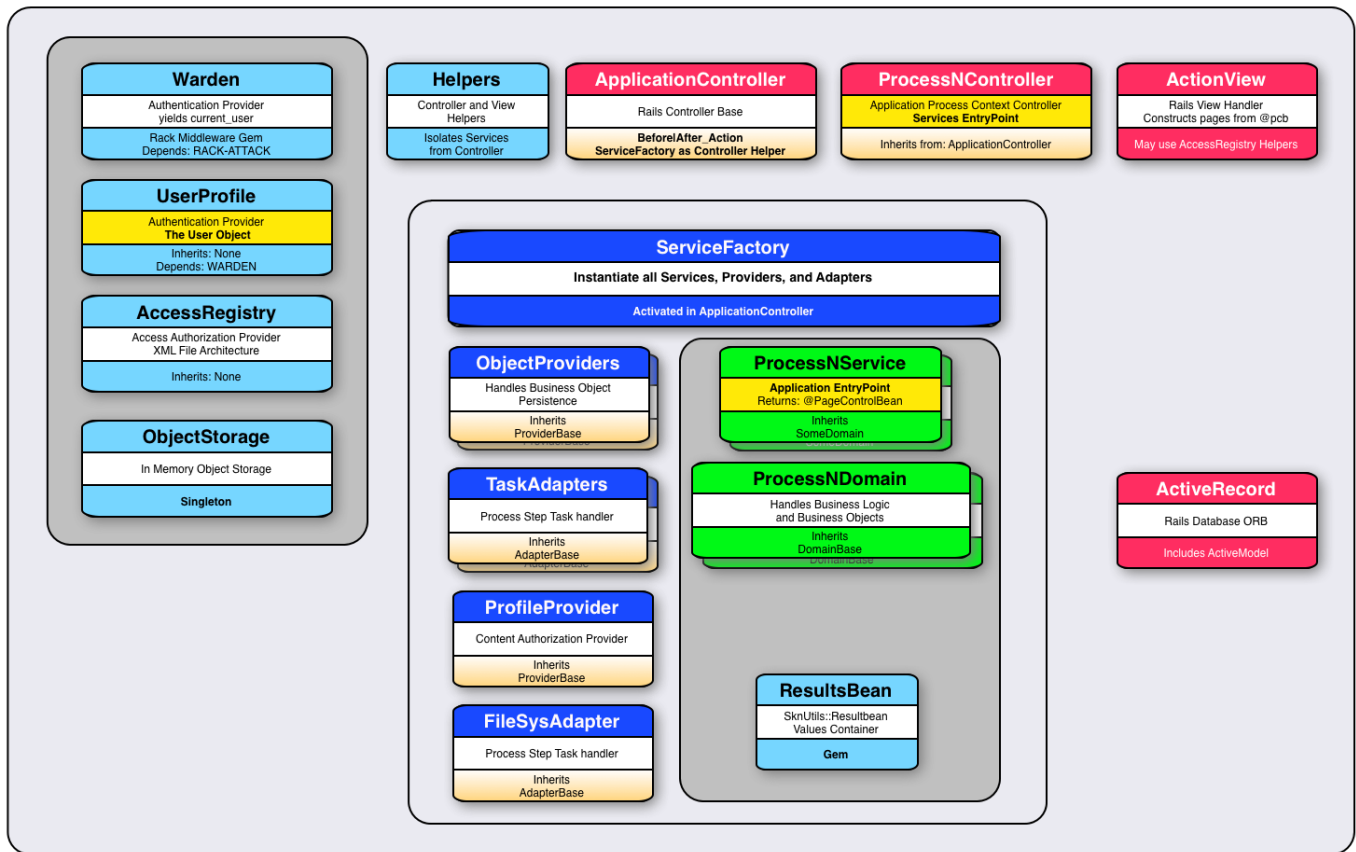 Warden
Authentication Provider
yields current_user
Rack Middleware Gem
Depends: RACK-ATTACK
Helpers
Controller and View
Helpers
Isolates Services
from Controller
ApplicationController
Rails Controller Base
Before|After_Action
ServiceFactory as Controller Helper
ProcessNController
Application Process Context Controller
Services EntryPoint
Inherits from: ApplicationController
ActionView
Rails View Handler
Constructs pages from @pcb
May use AccessRegistry Helpers
UserProfile
Authentication Provider
The User Object
Inherits: None
Depends: WARDEN
AccessRegistry
Access Authorization Provider
XML File Architecture
Inherits: None
ObjectStorage
In Memory Object Storage
Singleton
ServiceFactory
Instantiate all Services, Providers, and Adapters
Activated in ApplicationController
ObjectProviders
Handles Business Object
Persistence
Inherits
ProviderBase
ProviderBase
ProcessNService
Application EntryPoint
Returns: @PageControlBean
Inherits
SomeDomain
SomeDomain
TaskAdapters
Process Step Task handler
Inherits
AdapterBase
AdapterBase
ProcessNDomain
Handles Business Logic
and Business Objects
Inherits
DomainBase
DomainBase
ActiveRecord
Rails Database ORB
Includes ActiveModel
ProfileProvider
Content Authorization Provider
Inherits
ProviderBase
FileSysAdapter
Process Step Task handler
Inherits
AdapterBase
ResultsBean
SknUtils::Resultbean
Values Container
Gem